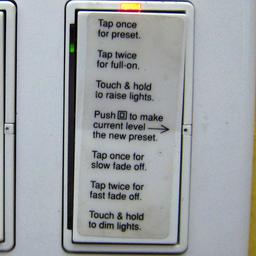 Tap once
for preset.
Tap twice
for full-on.
Touch & hold
to raise lights.
Push to make
current level
the new preset.
Tap once for
slow fade off.
Tap twice for
fast fade off.
Touch & hold
to dim lights.